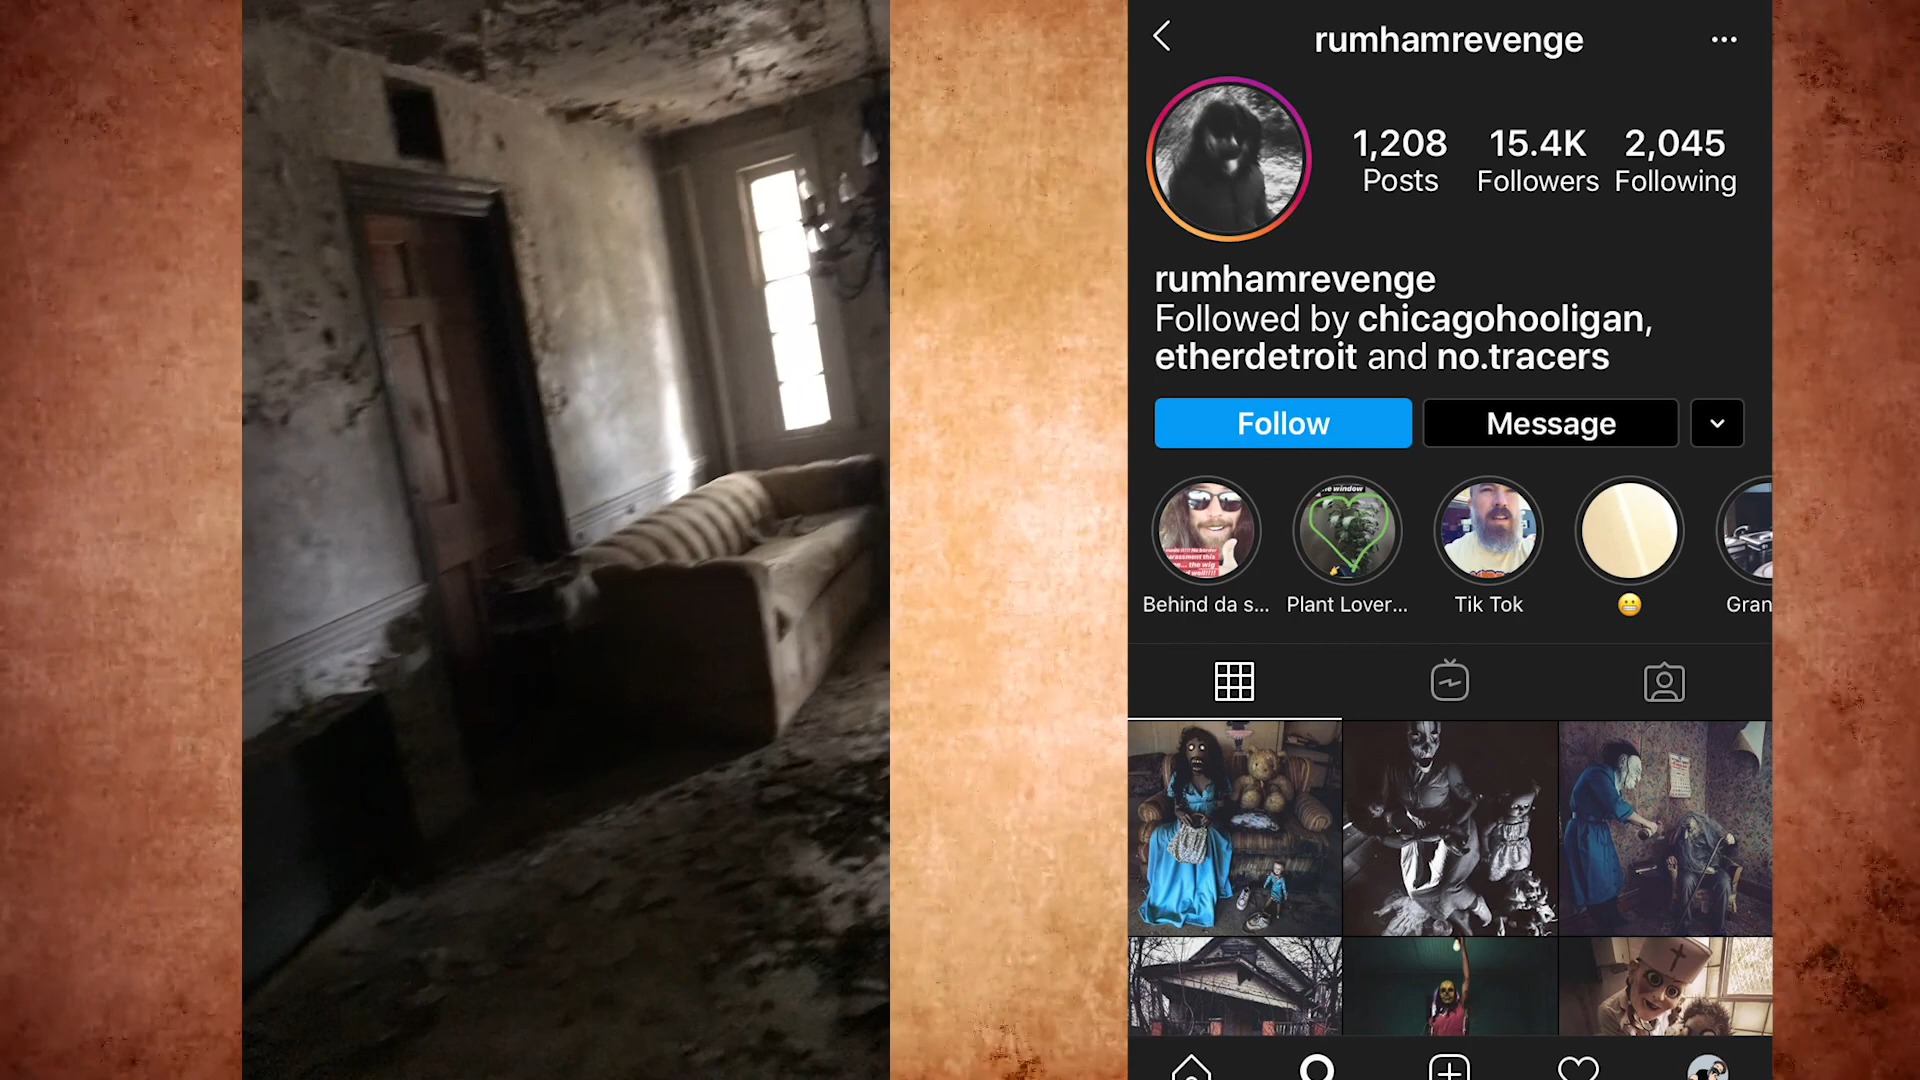 rumhamrevenge
1,208 15.4K 2,045
Posts Followers Following
rumhamrevenge
Followed by chicagohooligan,
etherdetroit and no.tracers
Follow Message
Behind da s... Plant Lover... Tik Tok 😬 Gran